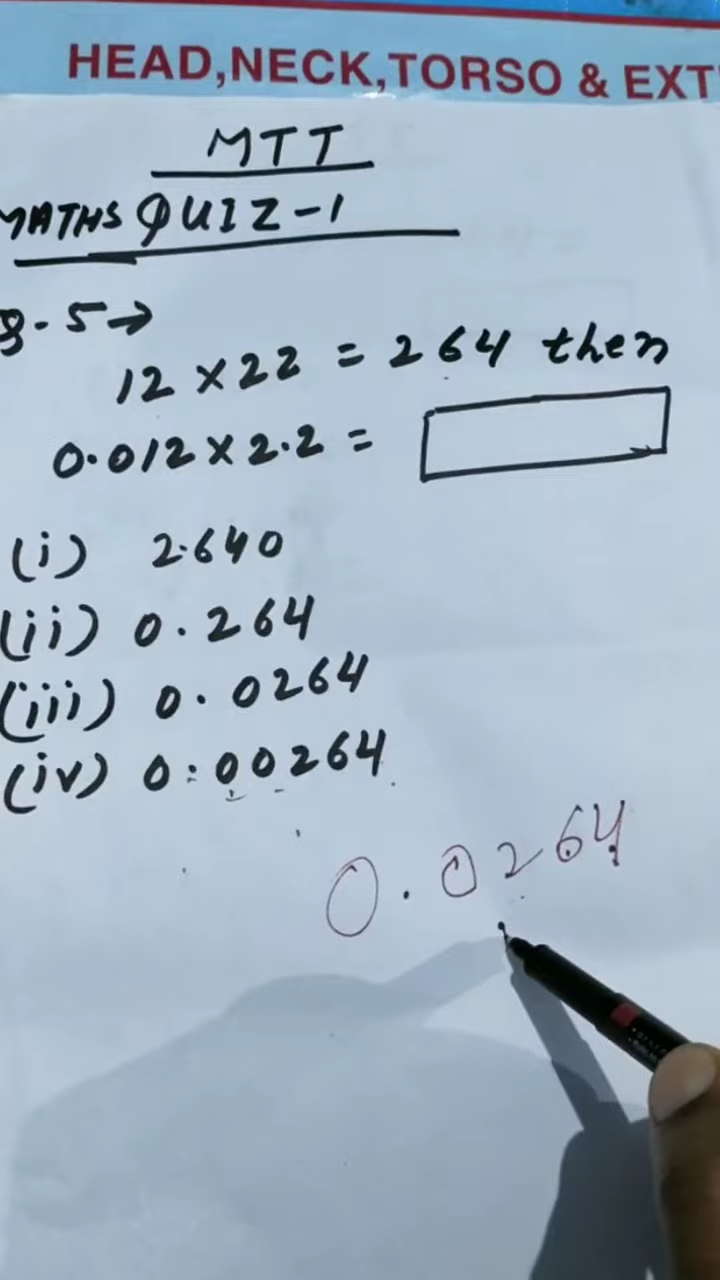 HEAD,NECK,TORSO & EXT
MTT
MATHS QUIZ-1
8.5→
12 × 22 = 264 then
0.012 × 2.2 =
(i) 2.640
(ii) 0.264
(iii) 0.0264
(iv) 0.00264
0.0264